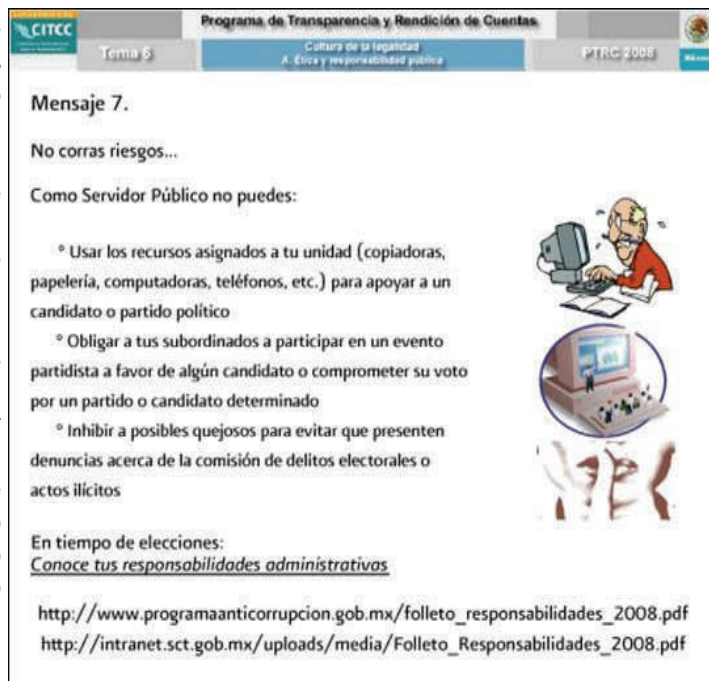 CITCC
Programa de Transparencia y Rendición de Cuentas
Tema 6
Cultura de la legalidad
A. Ética y responsabilidad pública
PTRC 2008
México
Mensaje 7.
No corras riesgos...
Como Servidor Público no puedes:
° Usar los recursos asignados a tu unidad (copiadoras,
papelería, computadoras, teléfonos, etc.) para apoyar a un
candidato o partido político
° Obligar a tus subordinados a participar en un evento
partidista a favor de algún candidato o comprometer su voto
por un partido o candidato determinado
° Inhibir a posibles quejosos para evitar que presenten
denuncias acerca de la comisión de delitos electorales o
actos ilícitos
En tiempo de elecciones:
Conoce tus responsabilidades administrativas
http://www.programaanticorrupcion.gob.mx/folleto_responsabilidades_2008.pdf
http://intranet.sct.gob.mx/uploads/media/Folleto_Responsabilidades_2008.pdf